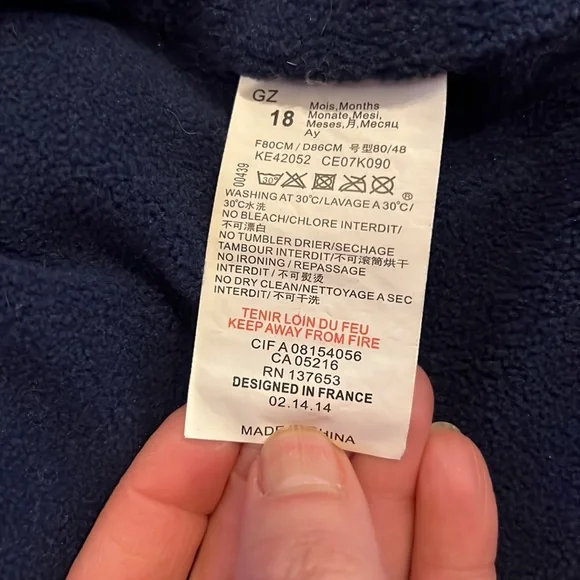 GZ
18
Mois,Months
Monate,Mesi,
Meses,月,Месяц
Ay
F80CM / D86CM 号型80/48
KE42052 CE07K090
00439
30°
®
WASHING AT 30℃/LAVAGE A 30℃/
30℃水洗
NO BLEACH/CHLORE INTERDIT/
不可漂白
NO TUMBLER DRIER/SECHAGE
TAMBOUR INTERDIT/不可滚筒烘干
NO IRONING / REPASSAGE
INTERDIT / 不可熨烫
NO DRY CLEAN/NETTOYAGE A SEC
INTERDIT/不可干洗
TENIR LOIN DU FEU
KEEP AWAY FROM FIRE
CIF A 08154056
CA 05216
RN 137653
DESIGNED IN FRANCE
02.14.14
MADE CHINA